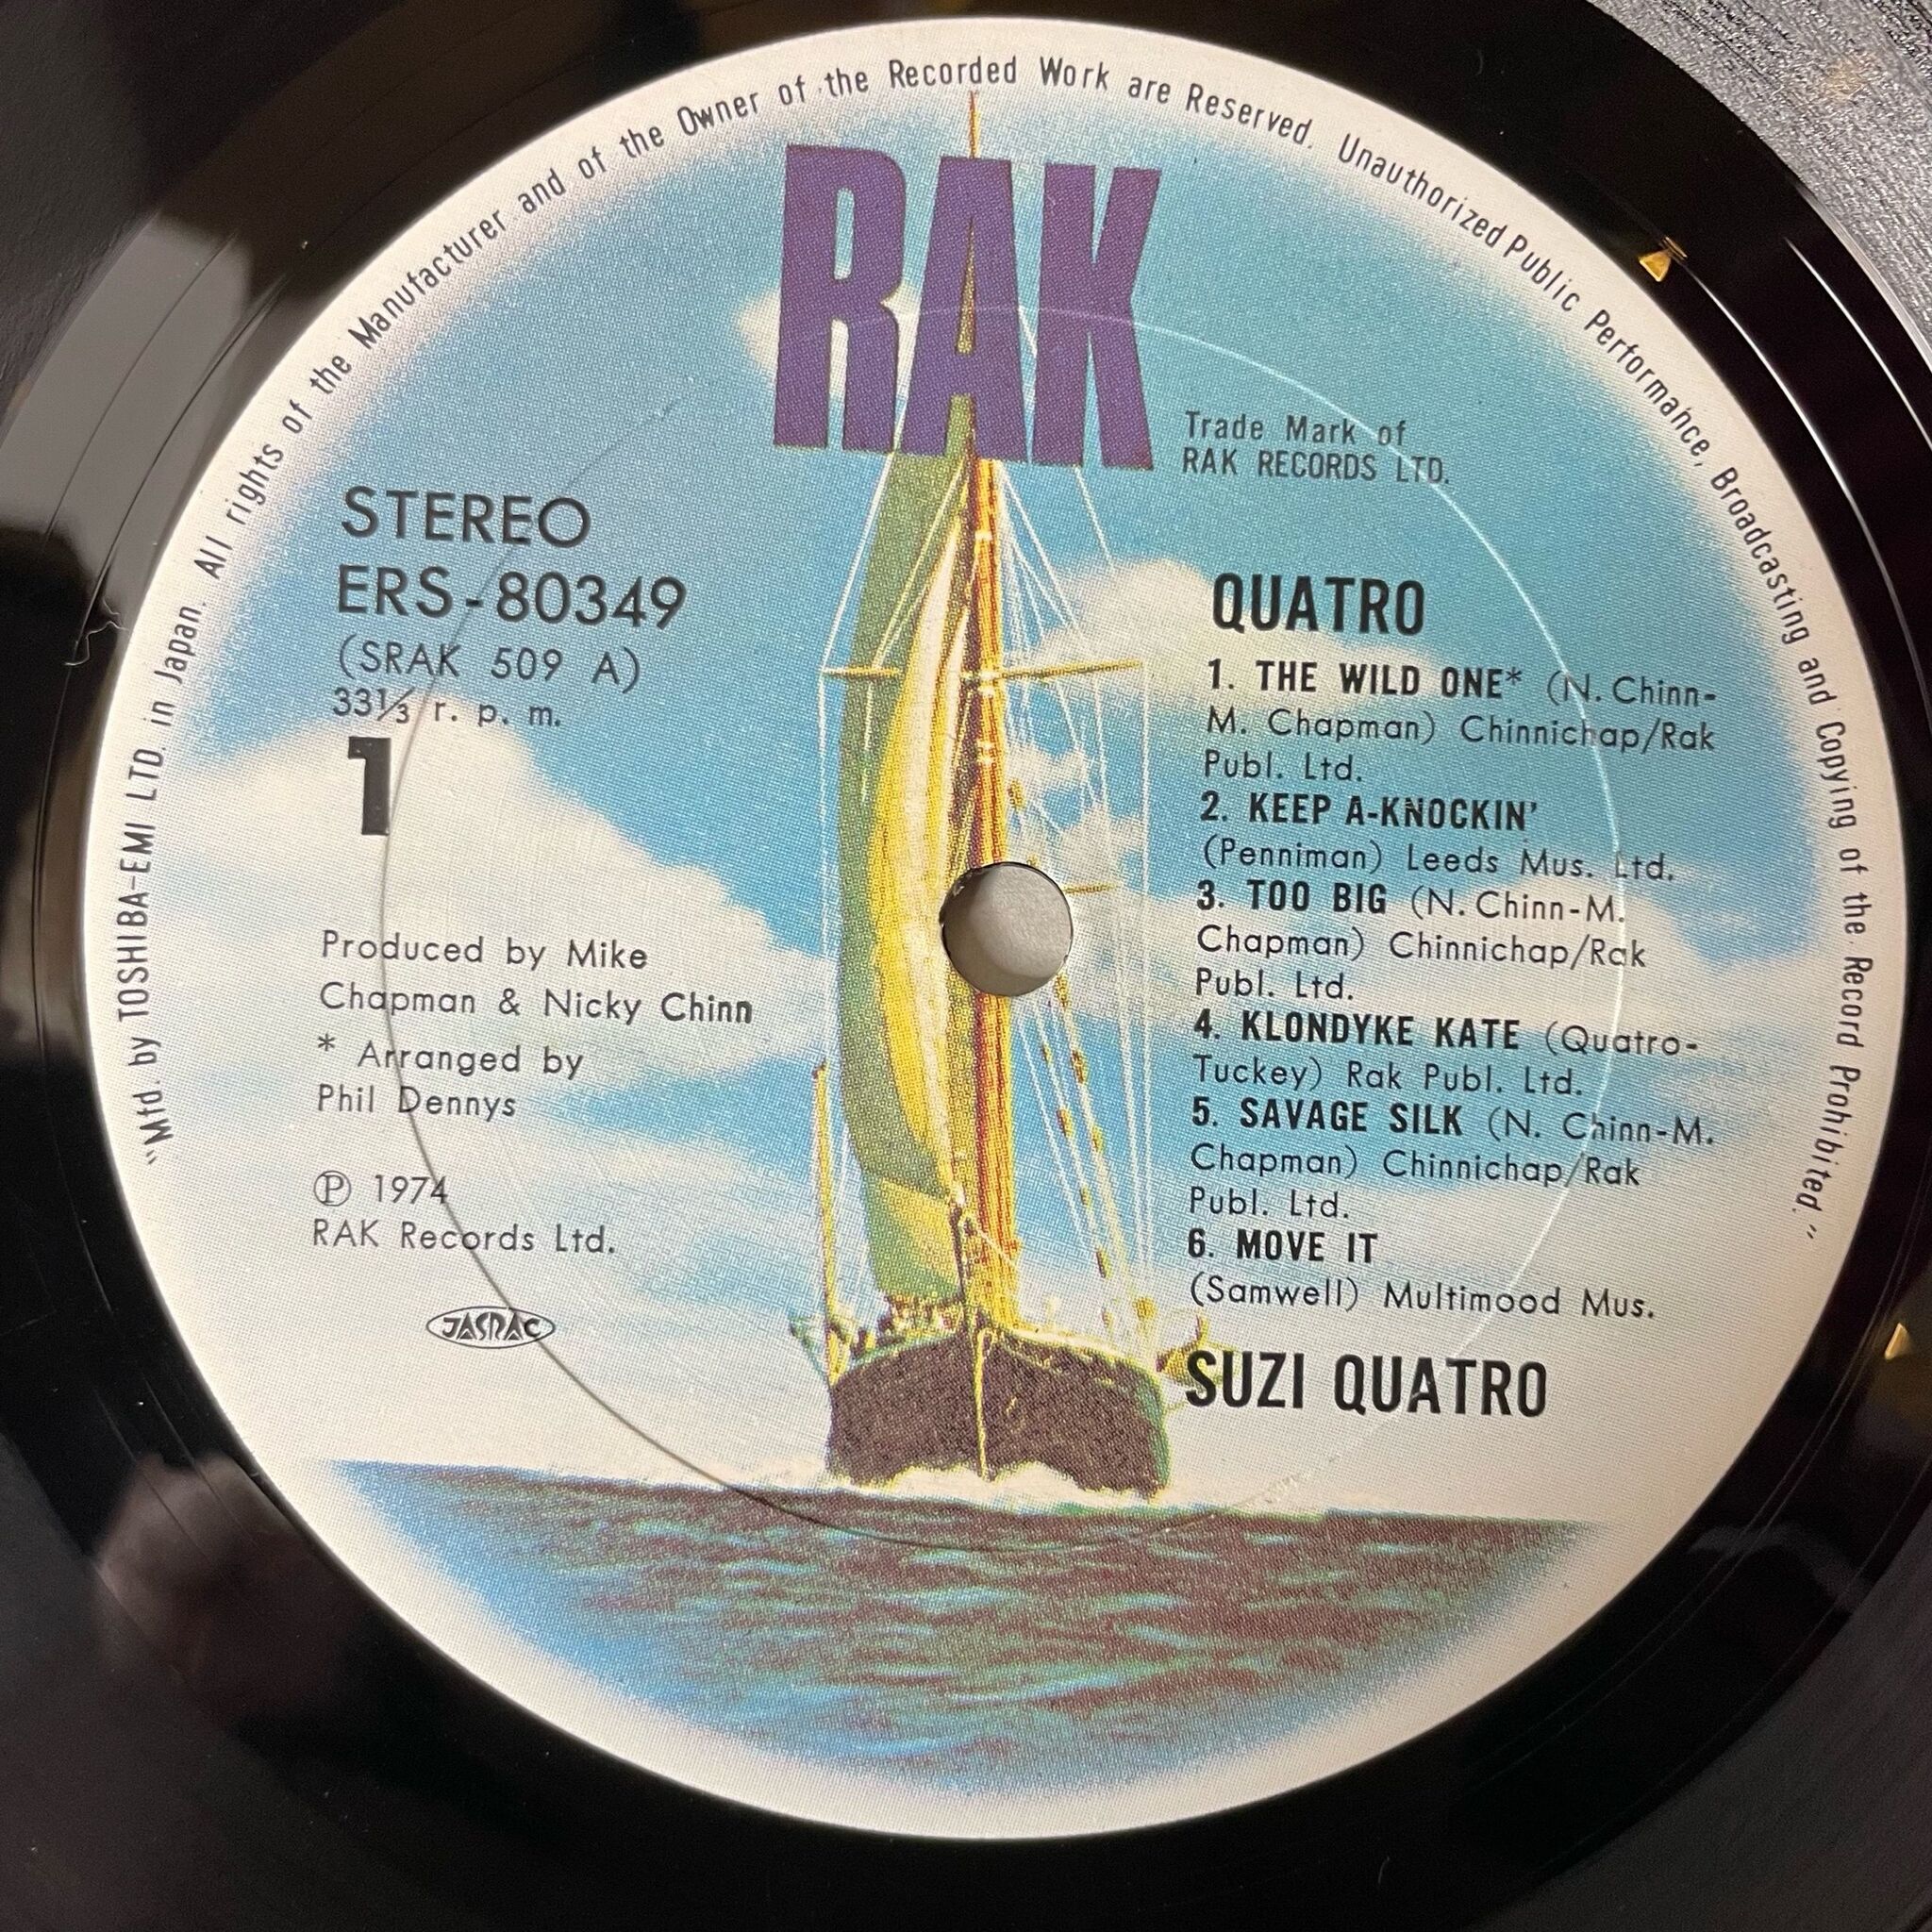 "Mfd. by TOSHIBA-EMI LTD. in Japan. All rights of the Manufacturer and of the Owner of the Recorded Work are Reserved. Unauthorized Public Performance, Broadcasting and Copying of the Record Prohibited."
RAK
Trade Mark of
RAK RECORDS LTD.
STEREO
ERS-80349
(SRAK 509 A)
33⅓ r. p. m.
1
Produced by Mike
Chapman & Nicky Chinn
* Arranged by
Phil Dennys
℗ 1974
RAK Records Ltd.
JASRAC
QUATRO
1. THE WILD ONE* (N. Chinn-
M. Chapman) Chinnichap/Rak
Publ. Ltd.
2. KEEP A-KNOCKIN'
(Penniman) Leeds Mus. Ltd.
3. TOO BIG (N. Chinn-M.
Chapman) Chinnichap/Rak
Publ. Ltd.
4. KLONDYKE KATE (Quatro-
Tuckey) Rak Publ. Ltd.
5. SAVAGE SILK (N. Chinn-M.
Chapman) Chinnichap/Rak
Publ. Ltd.
6. MOVE IT
(Samwell) Multimood Mus.
SUZI QUATRO